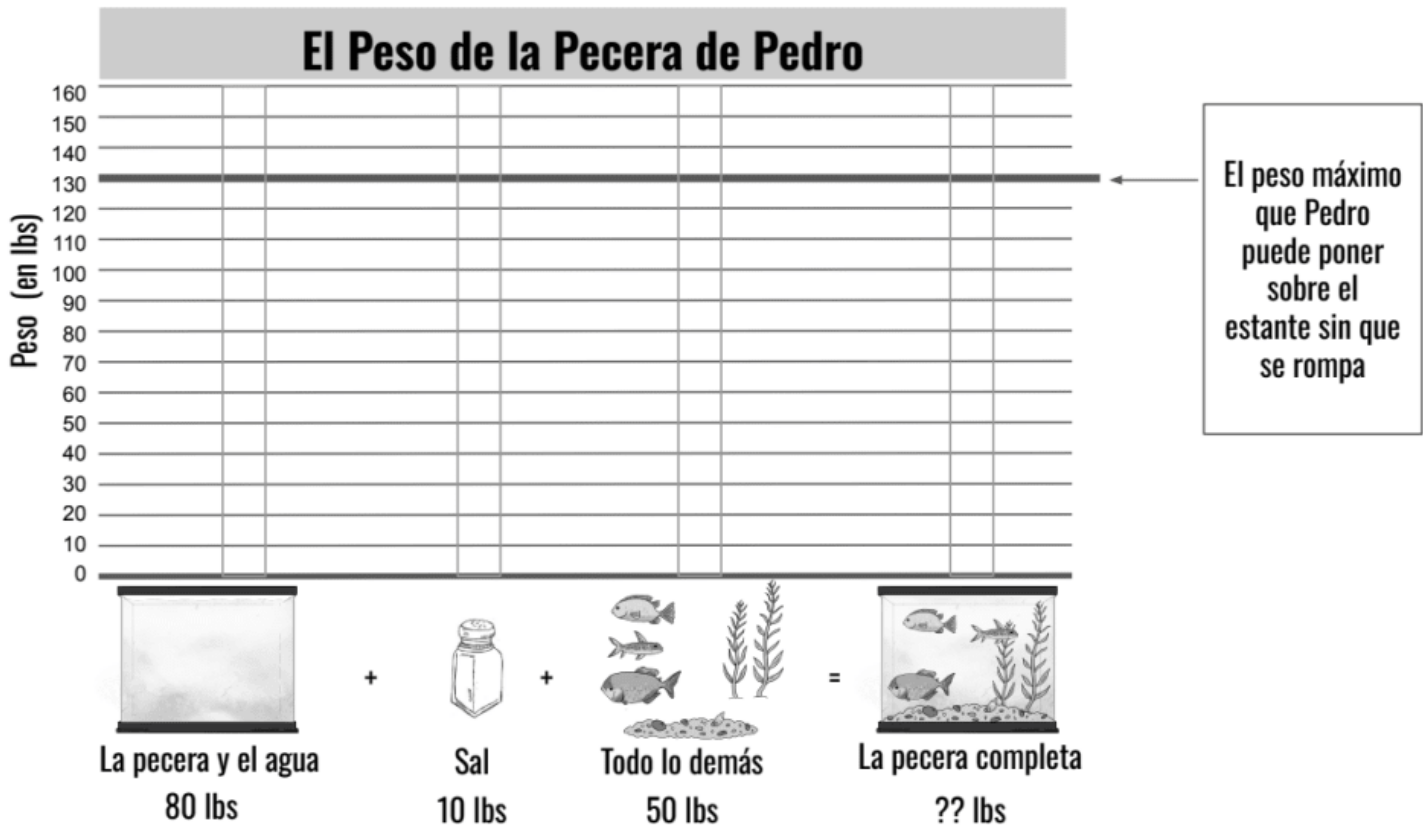 El Peso de la Pecera de Pedro
Peso (en lbs)
160
150
140
130
120
110
100
90
80
70
60
50
40
30
20
10
0
El peso máximo
que Pedro
puede poner
sobre el
estante sin que
se rompa
+
+
=
La pecera y el agua
80 lbs
Sal
10 lbs
Todo lo demás
50 lbs
La pecera completa
?? lbs